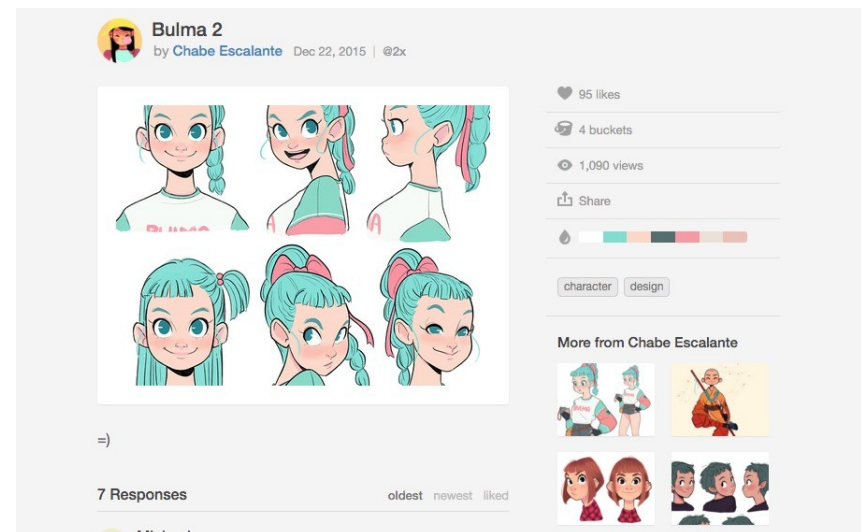 Bulma 2
by Chabe Escalante Dec 22, 2015 | @2x
95 likes
4 buckets
1,090 views
Share
character design
More from Chabe Escalante
=)
7 Responses
oldest newest liked